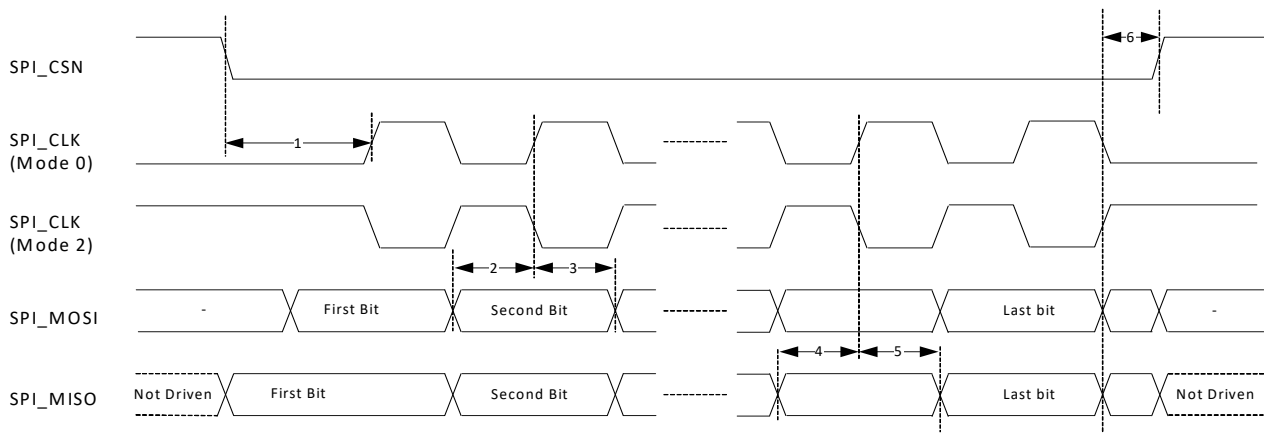 SPI_CSN
6
SPI_CLK
(Mode 0)
1
SPI_CLK
(Mode 2)
2
3
SPI_MOSI
-
First Bit
Second Bit
Last bit
-
4
5
SPI_MISO
Not Driven
First Bit
Second Bit
Last bit
Not Driven